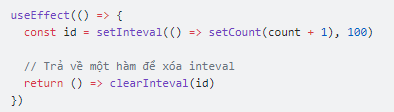 useEffect(() => {
  const id = setInteval(() => setCount(count + 1), 100)

  // Trả về một hàm để xóa inteval
  return () => clearInteval(id)
})